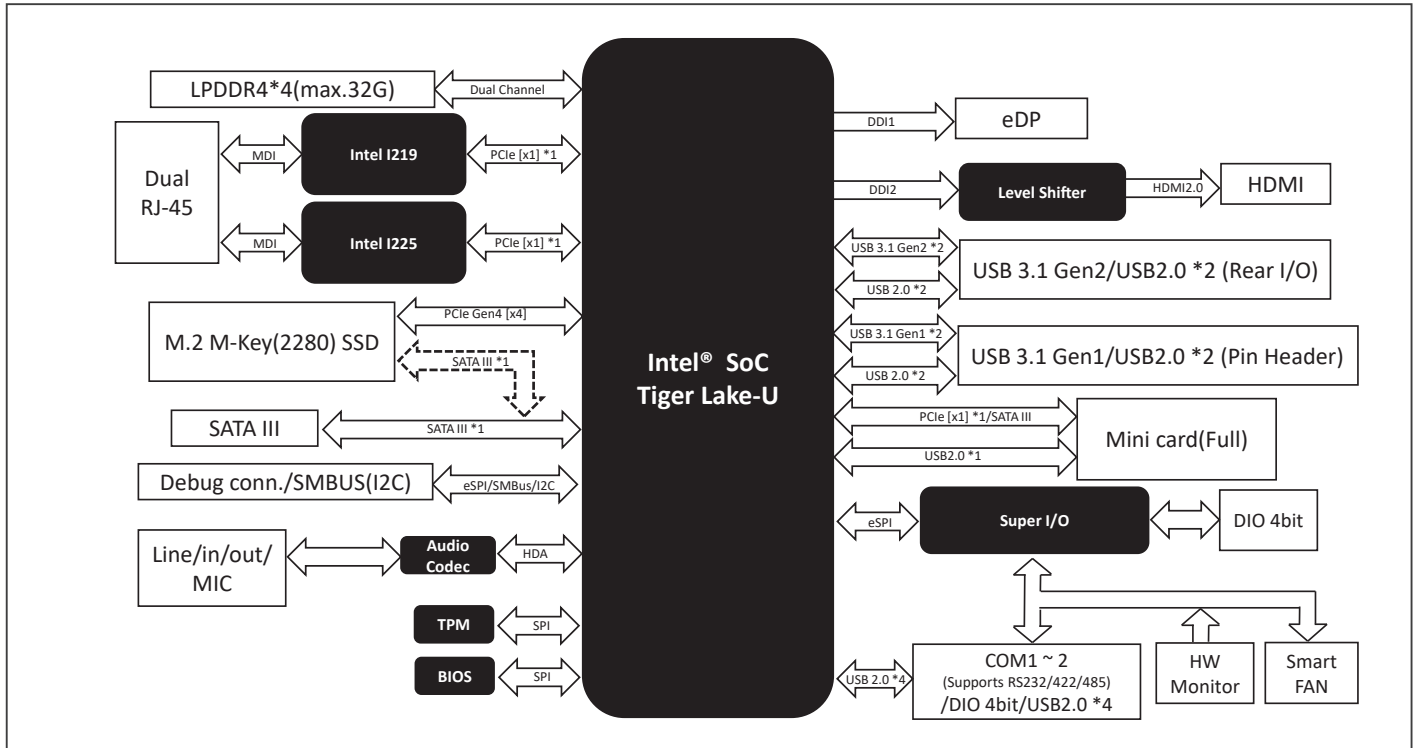 LPDDR4*4(max.32G)
Dual Channel
Dual
RJ-45
MDI
Intel I219
PCIe [x1] *1
MDI
Intel I225
PCIe [x1] *1
M.2 M-Key(2280) SSD
PCIe Gen4 [x4]
SATA III *1
SATA III
SATA III *1
Debug conn./SMBUS(I2C)
eSPI/SMBus/I2C
Line/in/out/
MIC
Audio
Codec
HDA
TPM
SPI
BIOS
SPI
Intel® SoC
Tiger Lake-U
DDI1
eDP
DDI2
Level Shifter
HDMI2.0
HDMI
USB 3.1 Gen2 *2
USB 2.0 *2
USB 3.1 Gen2/USB2.0 *2 (Rear I/O)
USB 3.1 Gen1 *2
USB 2.0 *2
USB 3.1 Gen1/USB2.0 *2 (Pin Header)
PCIe [x1] *1/SATA III
USB2.0 *1
Mini card(Full)
eSPI
Super I/O
DIO 4bit
USB 2.0 *4
COM1 ~ 2
(Supports RS232/422/485)
/DIO 4bit/USB2.0 *4
HW
Monitor
Smart
FAN